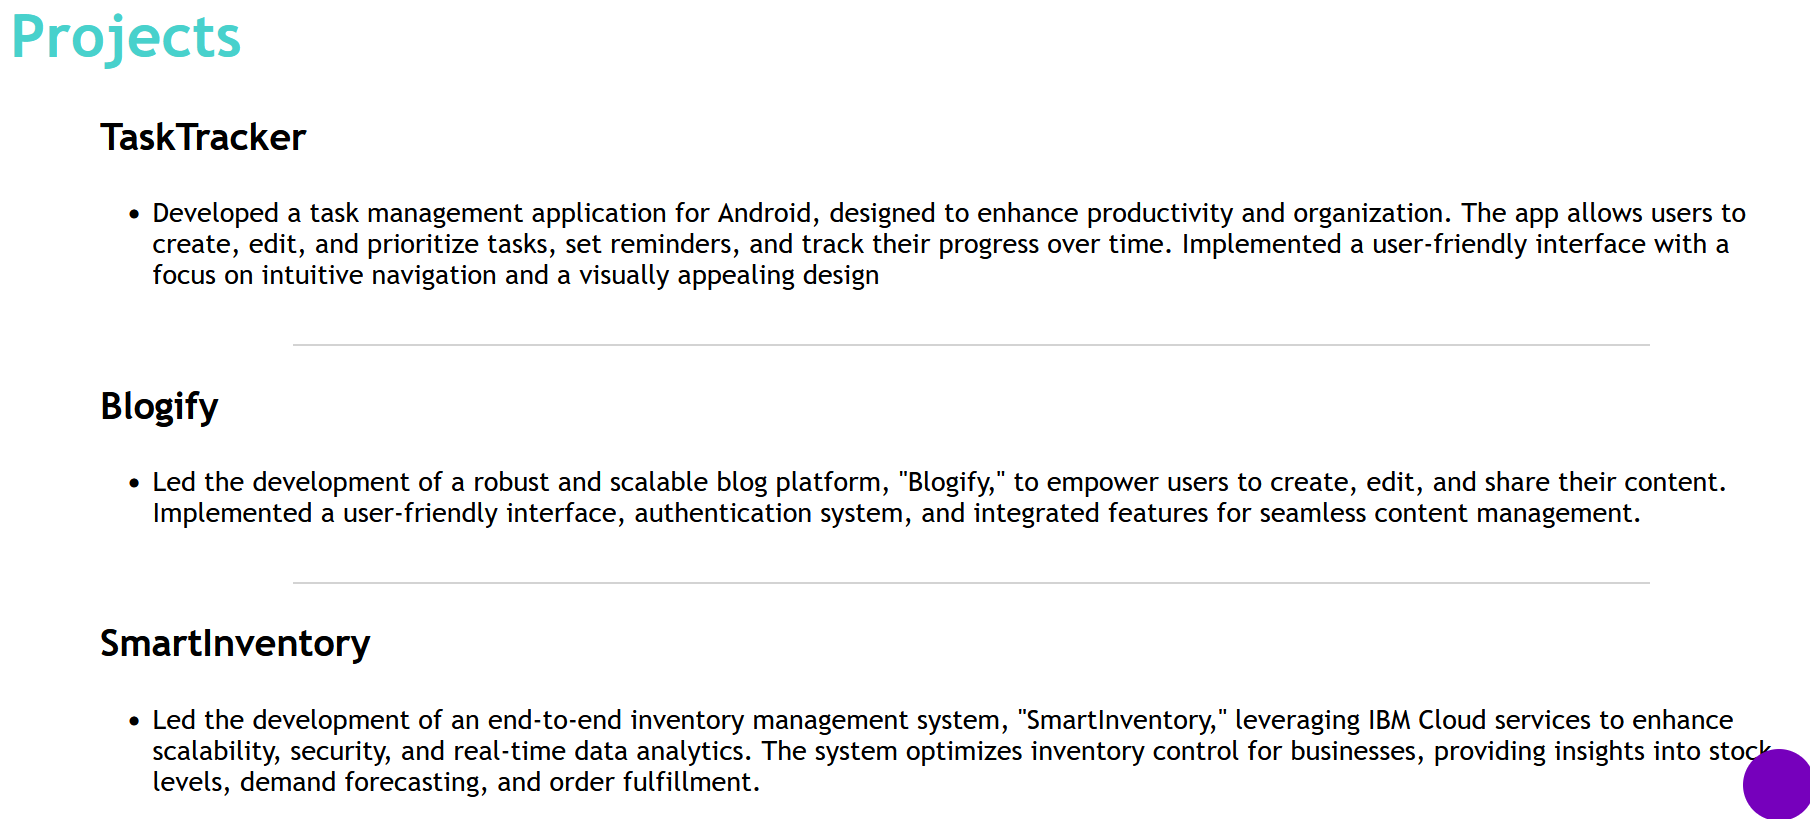 Projects
TaskTracker
• Developed a task management application for Android, designed to enhance productivity and organization. The app allows users to
create, edit, and prioritize tasks, set reminders, and track their progress over time. Implemented a user-friendly interface with a
focus on intuitive navigation and a visually appealing design
Blogify
• Led the development of a robust and scalable blog platform, "Blogify," to empower users to create, edit, and share their content.
Implemented a user-friendly interface, authentication system, and integrated features for seamless content management.
SmartInventory
• Led the development of an end-to-end inventory management system, "SmartInventory," leveraging IBM Cloud services to enhance
scalability, security, and real-time data analytics. The system optimizes inventory control for businesses, providing insights into stock
levels, demand forecasting, and order fulfillment.